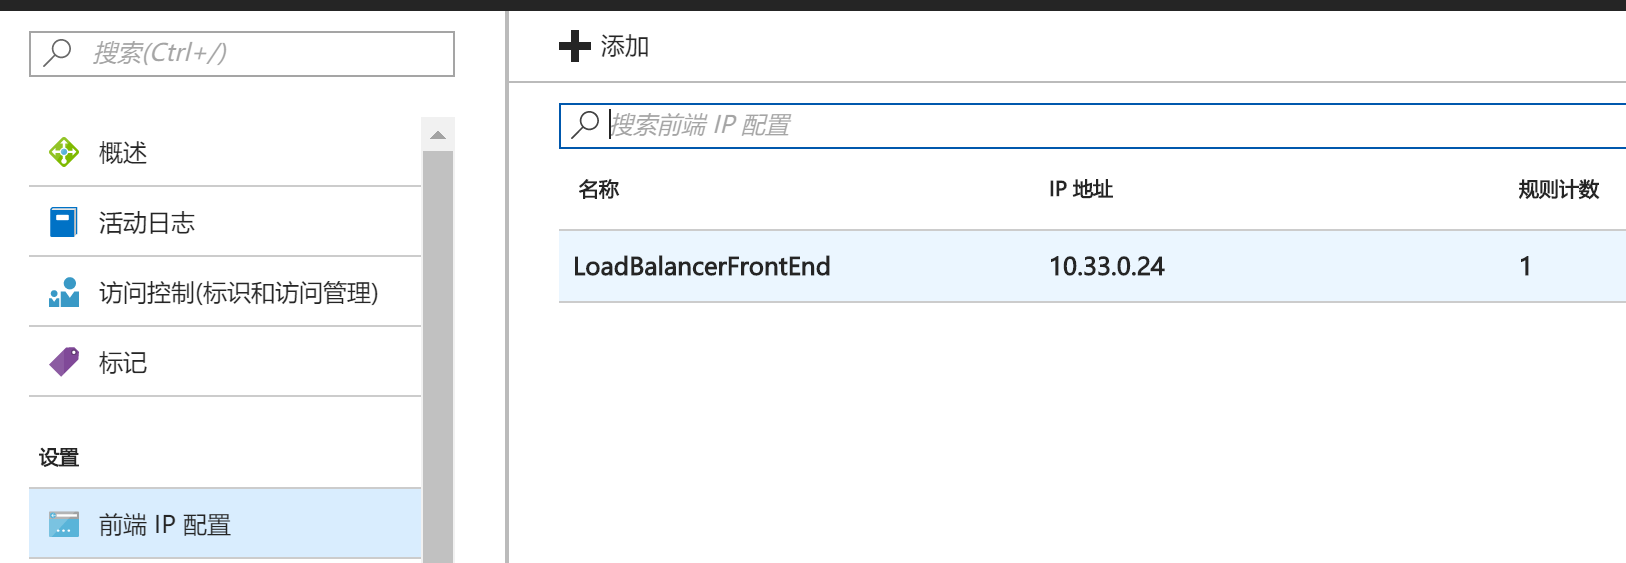 搜索(Ctrl+/)
概述
活动日志
访问控制(标识和访问管理)
标记
设置
前端 IP 配置
添加
搜索前端 IP 配置
名称 IP 地址 规则计数
LoadBalancerFrontEnd 10.33.0.24 1